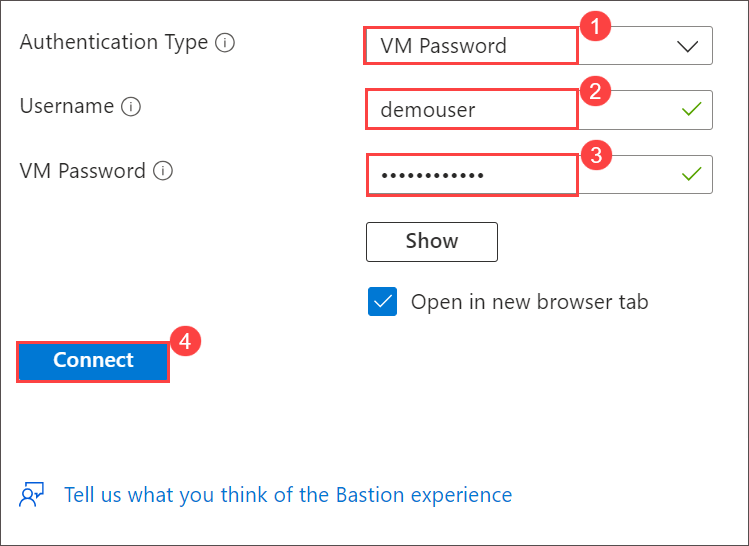 Authentication Type
VM Password
1
Username
demouser
2
VM Password
••••••••••••
3
Show
Open in new browser tab
Connect
4
Tell us what you think of the Bastion experience